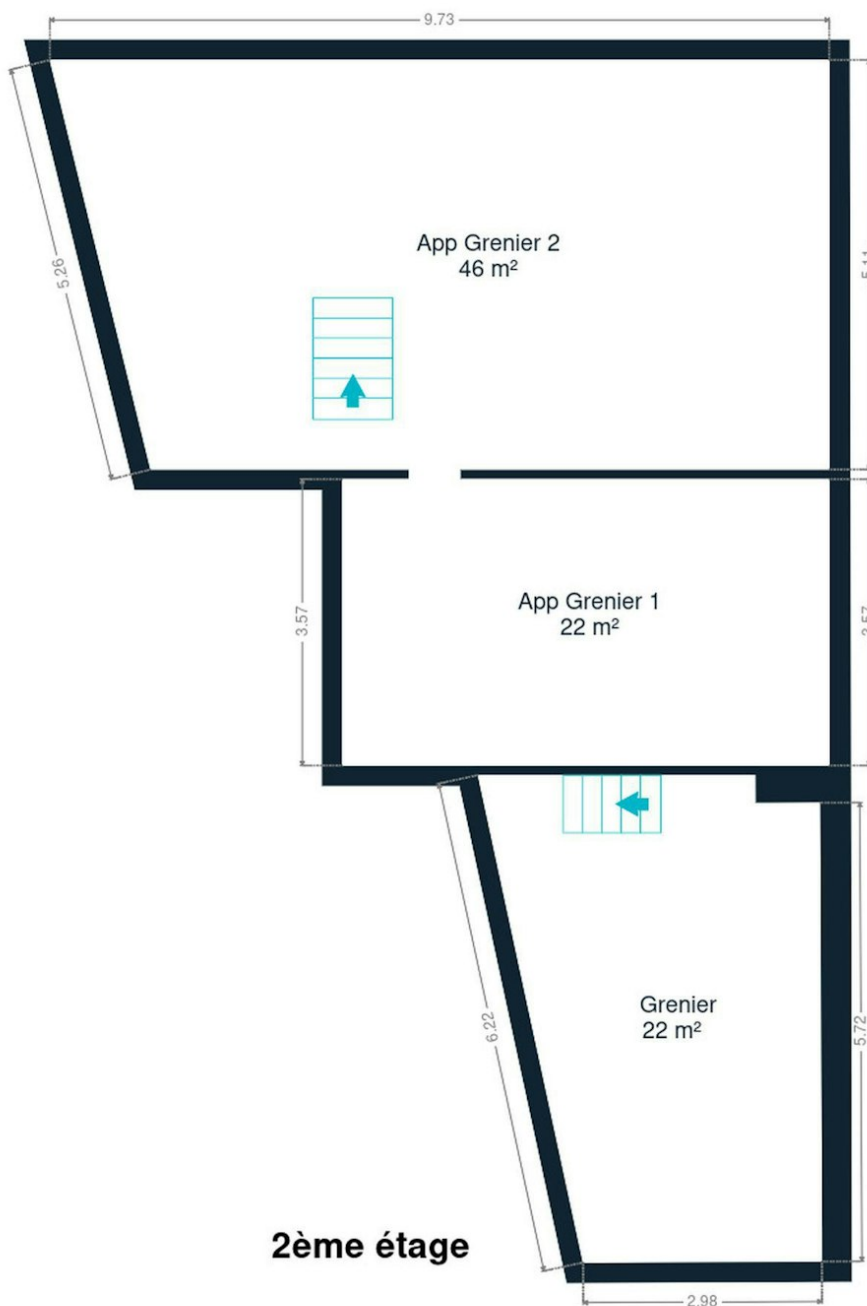 9.73
5.26
App Grenier 2
46 m²
3.57
App Grenier 1
22 m²
6.22
Grenier
22 m²
5.72
2ème étage
2.98